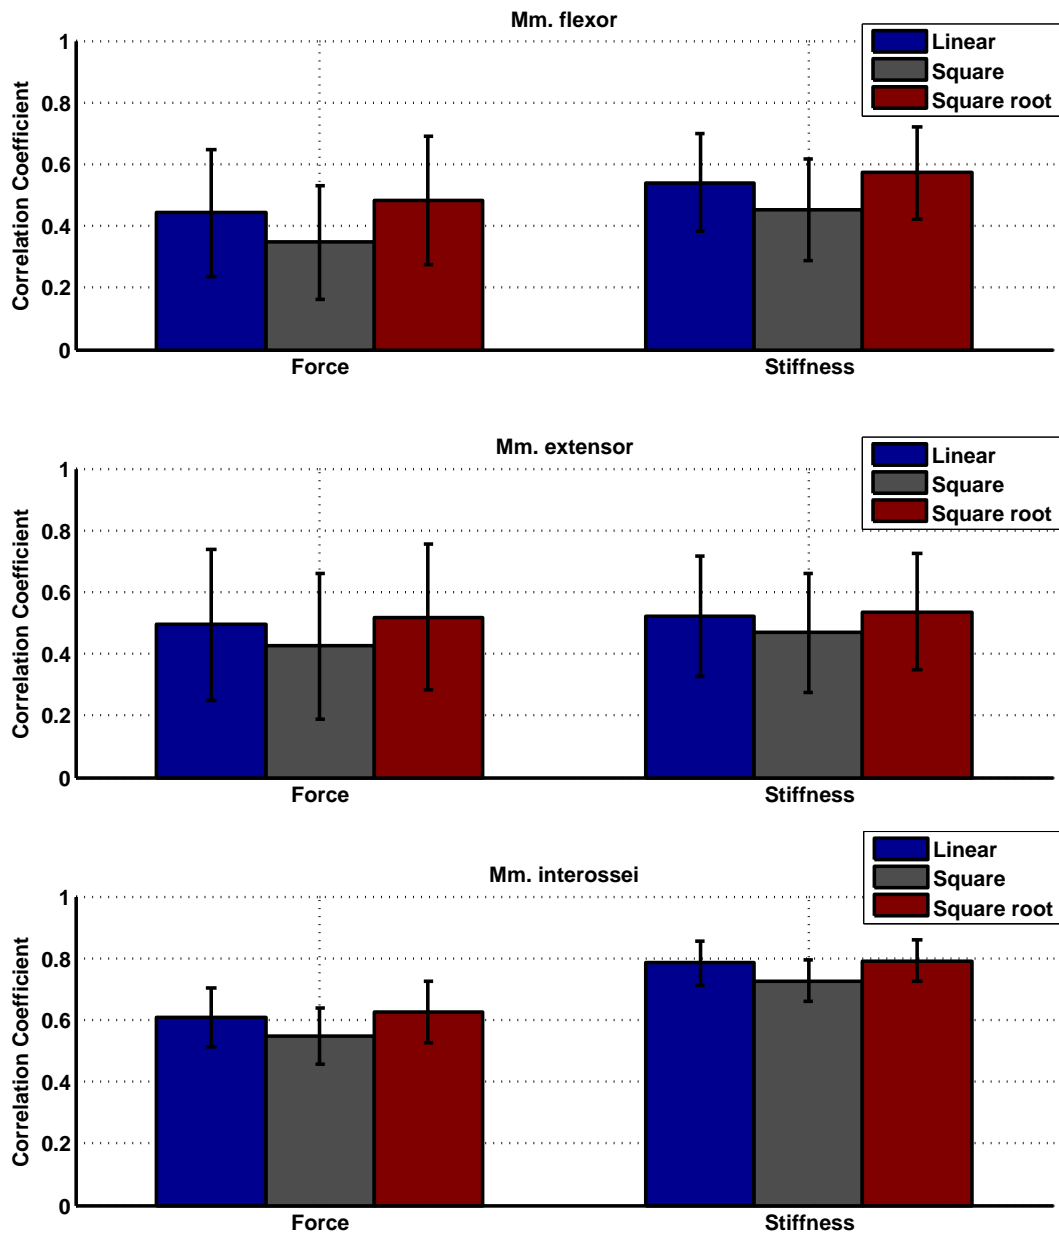 Mm. flexor
Linear
Square
Square root
Correlation Coefficient
1
0.8
0.6
0.4
0.2
0
Force Stiffness
Mm. extensor
Linear
Square
Square root
Correlation Coefficient
1
0.8
0.6
0.4
0.2
0
Force Stiffness
Mm. interossei
Linear
Square
Square root
Correlation Coefficient
1
0.8
0.6
0.4
0.2
0
Force Stiffness